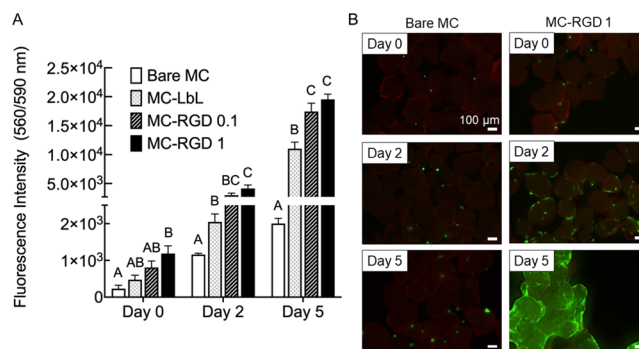 A
Fluorescence Intensity (560/590 nm)
2.5×10⁴
2.0×10⁴
1.5×10⁴
1.0×10⁴
5.0×10³
2×10³
1×10³
0
Bare MC
MC-LbL
MC-RGD 0.1
MC-RGD 1
A
AB
AB
B
A
B
BC
C
A
B
C
C
Day 0
Day 2
Day 5
B
Bare MC
MC-RGD 1
Day 0
100 μm
Day 0
Day 2
Day 2
Day 5
Day 5